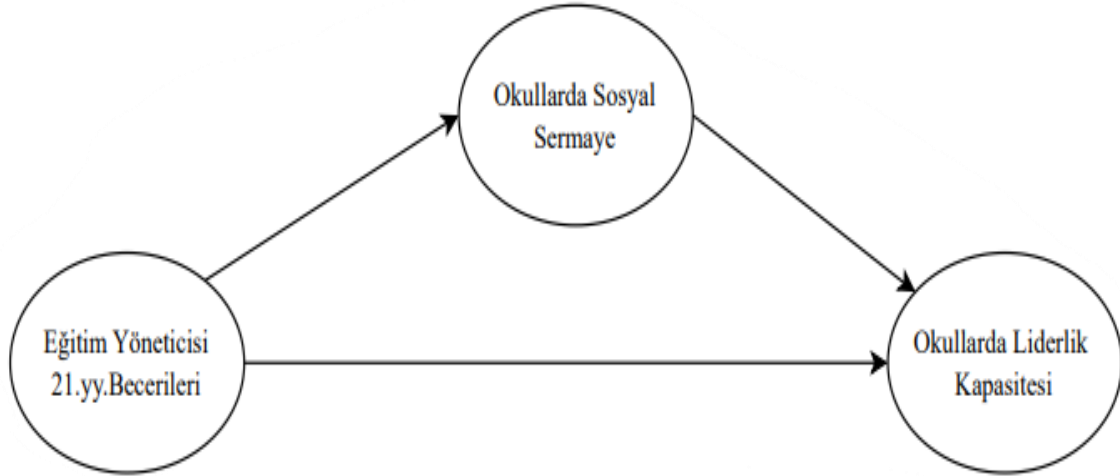 Okullarda Sosyal
Sermaye
Eğitim Yöneticisi
21.yy.Becerileri
Okullarda Liderlik
Kapasitesi